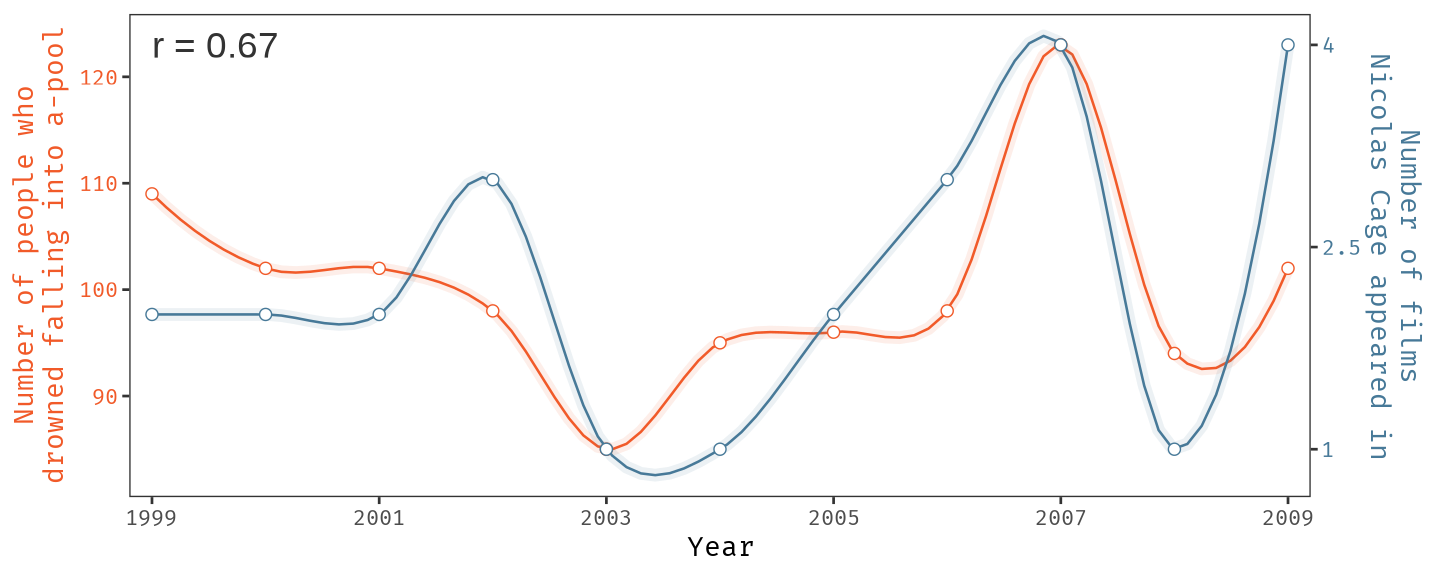 r = 0.67
Number of people who
drowned falling into a-pool
120
110
100
90
4
2.5
1
Number of films
Nicolas Cage appeared in
1999
2001
2003
2005
2007
2009
Year